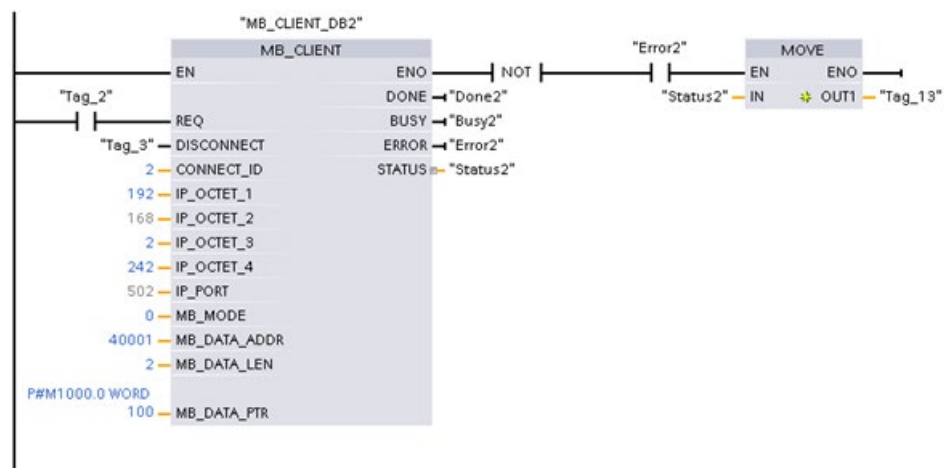 "MB_CLIENT_DB2"
MB_CLIENT
"Error2"
MOVE
EN ENO NOT EN ENO
"Tag_2" DONE "Done2" "Status2" IN OUT1 "Tag_13"
REQ BUSY "Busy2"
"Tag_3" DISCONNECT ERROR "Error2"
2 CONNECT_ID STATUS "Status2"
192 IP_OCTET_1
168 IP_OCTET_2
2 IP_OCTET_3
242 IP_OCTET_4
502 IP_PORT
0 MB_MODE
40001 MB_DATA_ADDR
2 MB_DATA_LEN
P#M1000.0 WORD
100 MB_DATA_PTR